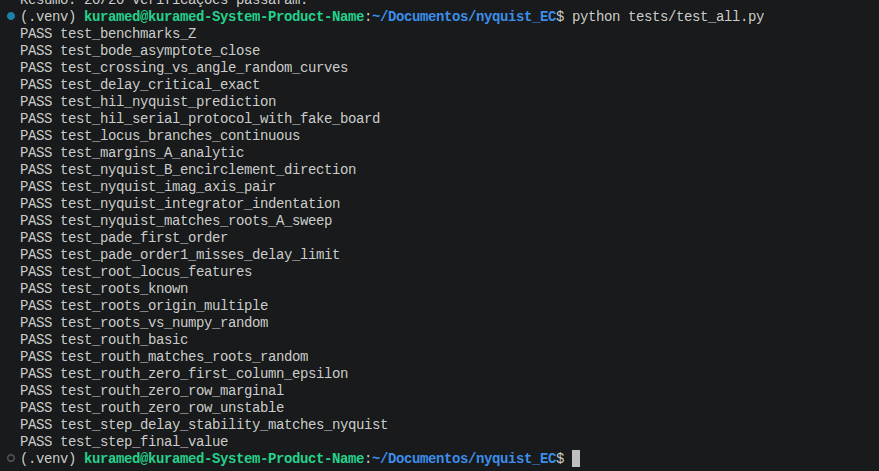 Resumo: 20/20 verificações passaram.
(.venv) kuramed@kuramed-System-Product-Name:~/Documentos/nyquist_EC$ python tests/test_all.py
PASS test_benchmarks_Z
PASS test_bode_asymptote_close
PASS test_crossing_vs_angle_random_curves
PASS test_delay_critical_exact
PASS test_hil_nyquist_prediction
PASS test_hil_serial_protocol_with_fake_board
PASS test_locus_branches_continuous
PASS test_margins_A_analytic
PASS test_nyquist_B_encirclement_direction
PASS test_nyquist_imag_axis_pair
PASS test_nyquist_integrator_indentation
PASS test_nyquist_matches_roots_A_sweep
PASS test_pade_first_order
PASS test_pade_order1_misses_delay_limit
PASS test_root_locus_features
PASS test_roots_known
PASS test_roots_origin_multiple
PASS test_roots_vs_numpy_random
PASS test_routh_basic
PASS test_routh_matches_roots_random
PASS test_routh_zero_first_column_epsilon
PASS test_routh_zero_row_marginal
PASS test_routh_zero_row_unstable
PASS test_step_delay_stability_matches_nyquist
PASS test_step_final_value
(.venv) kuramed@kuramed-System-Product-Name:~/Documentos/nyquist_EC$